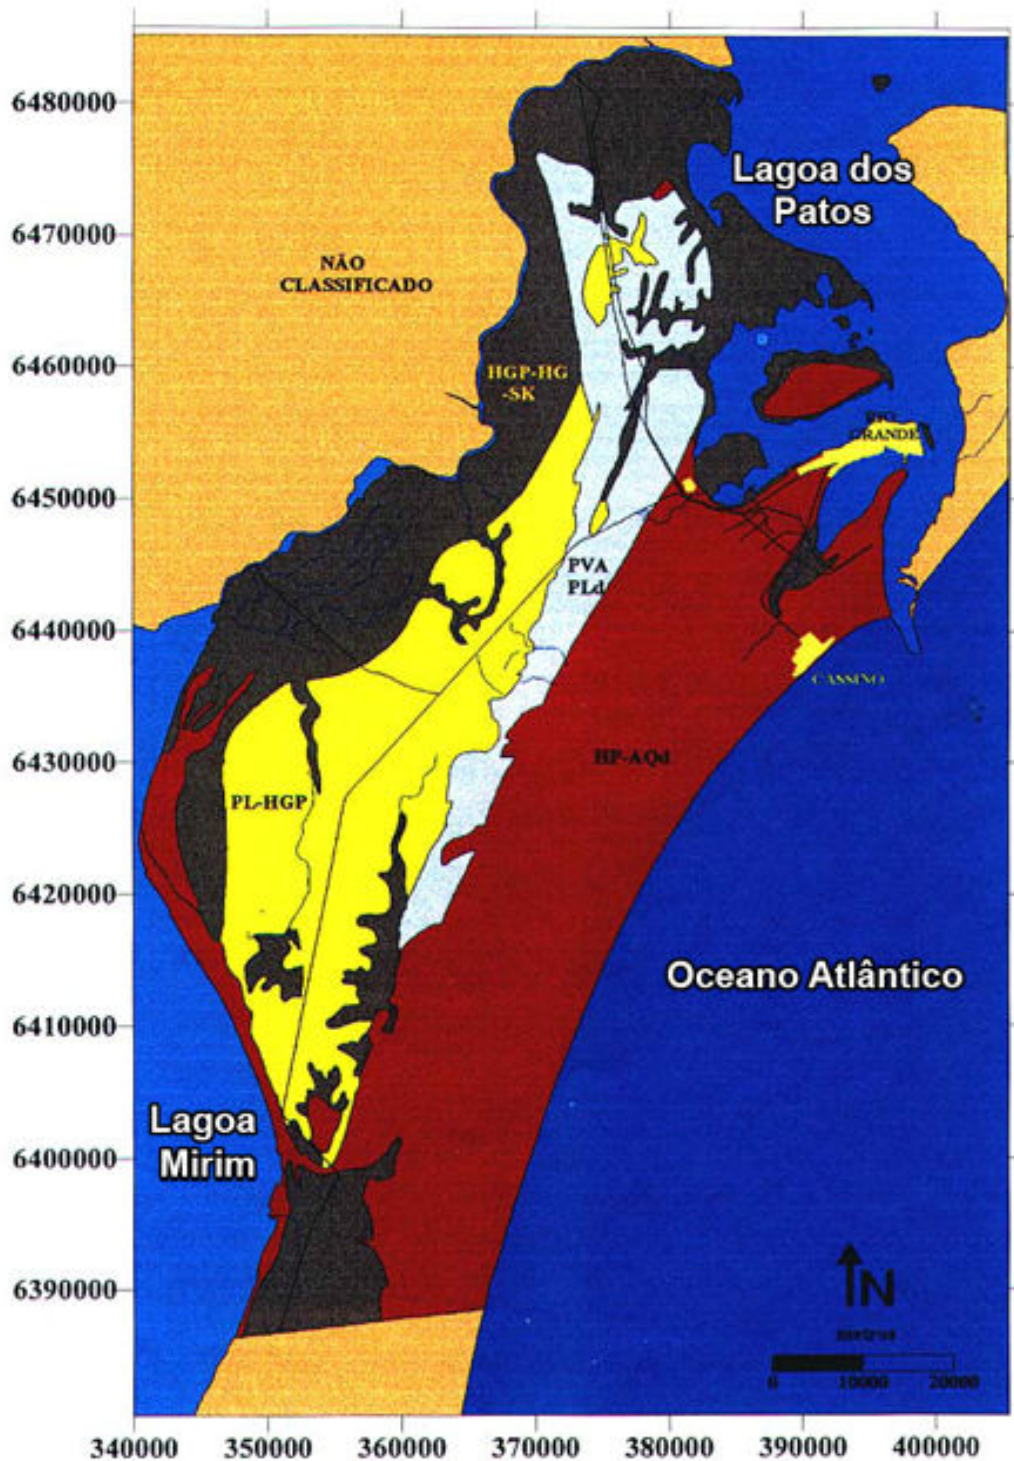 6480000
Lagoa dos
Patos
6470000
NÃO
CLASSIFICADO
6460000
HGP-HG
-SK
RIO
GRANDE
6450000
PVA
PLd
6440000
CASSINO
6430000
HP-AQd
PL-HGP
6420000
Oceano Atlântico
6410000
Lagoa
Mirim
6400000
6390000
N
metros
0 10000 20000
340000 350000 360000 370000 380000 390000 400000